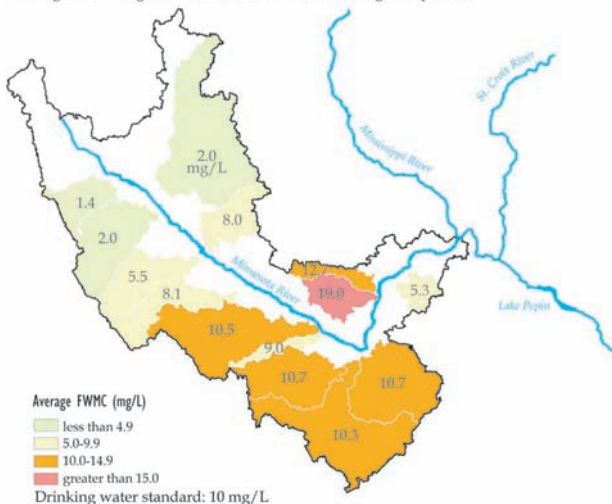 2.0
mg/L
1.4
8.0
2.0
5.5
8.1
10.5
9.0
10.7
10.7
10.3
19.0
5.3
Minnesota River
Mississippi River
St. Croix River
Lake Pepin
Average FWMC (mg/L)
less than 4.9
5.0-9.9
10.0-14.9
greater than 15.0
Drinking water standard: 10 mg/L